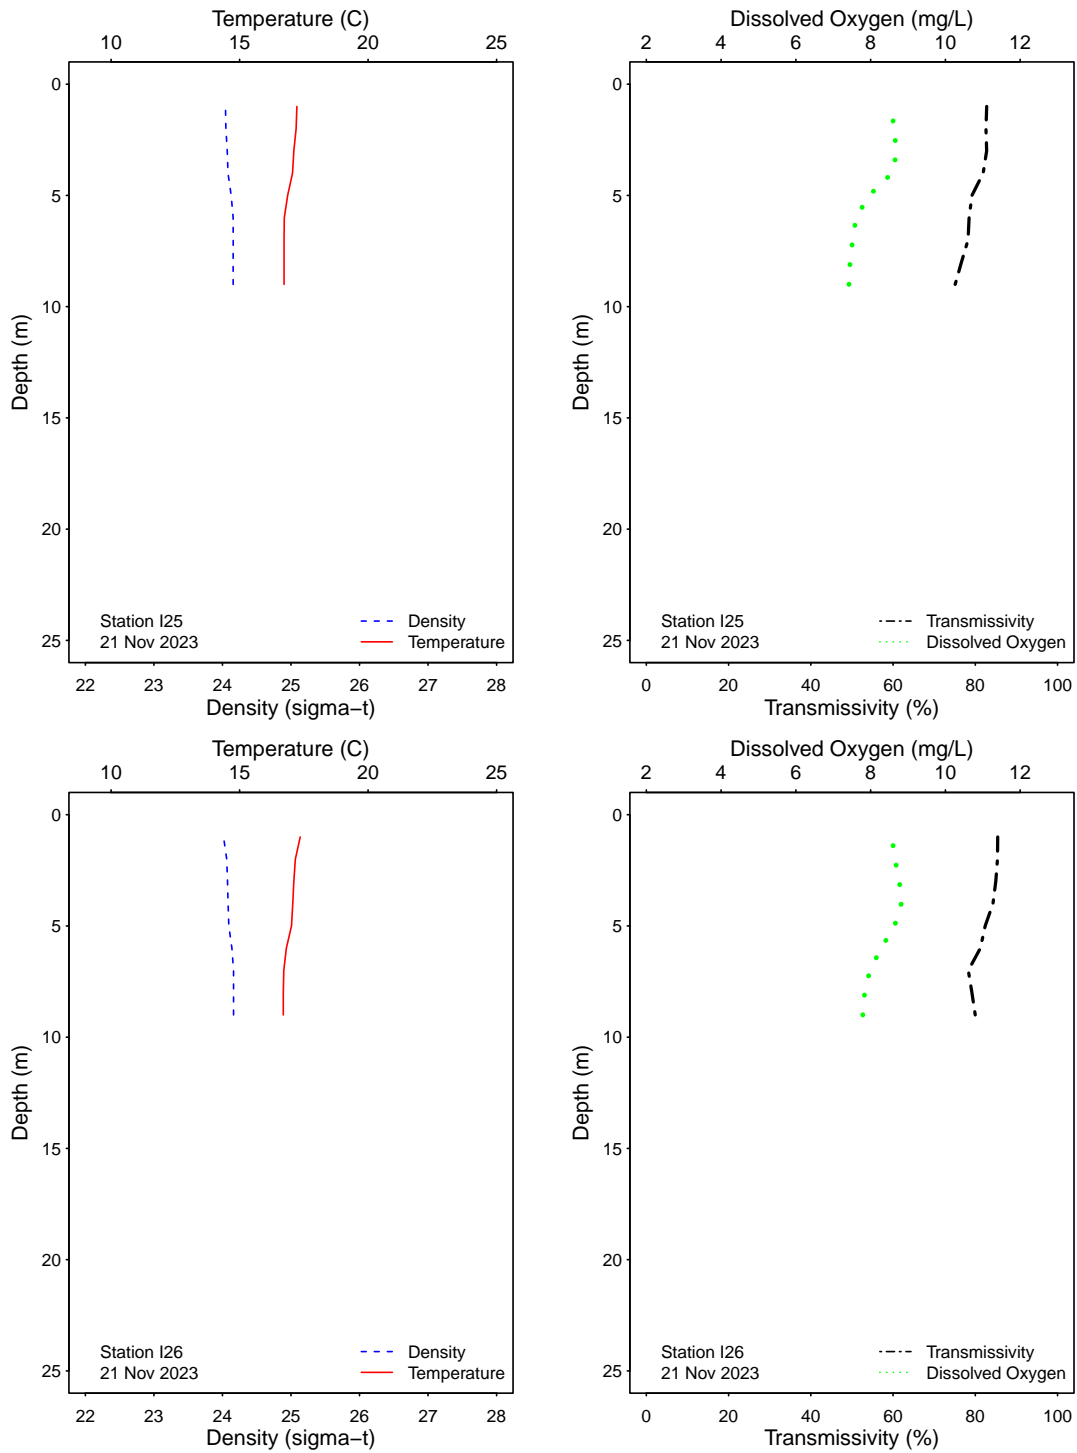 Temperature (C)
10 15 20 25
0
5
10
15
20
25
Depth (m)
Station I25
21 Nov 2023
Density
Temperature
22 23 24 25 26 27 28
Density (sigma−t)
Dissolved Oxygen (mg/L)
2 4 6 8 10 12
0
5
10
15
20
25
Depth (m)
Station I25
21 Nov 2023
Transmissivity
Dissolved Oxygen
0 20 40 60 80 100
Transmissivity (%)
Temperature (C)
10 15 20 25
0
5
10
15
20
25
Depth (m)
Station I26
21 Nov 2023
Density
Temperature
22 23 24 25 26 27 28
Density (sigma−t)
Dissolved Oxygen (mg/L)
2 4 6 8 10 12
0
5
10
15
20
25
Depth (m)
Station I26
21 Nov 2023
Transmissivity
Dissolved Oxygen
0 20 40 60 80 100
Transmissivity (%)